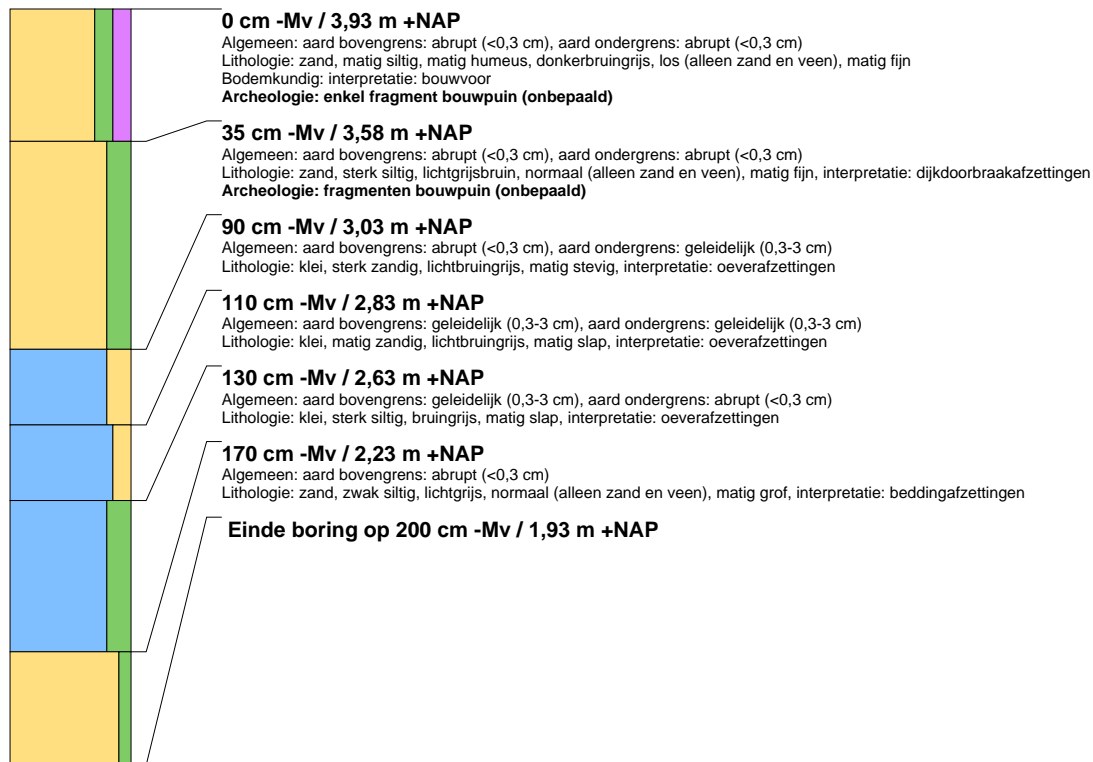 0 cm -Mv / 3,93 m +NAP
Algemeen: aard bovengrens: abrupt (<0,3 cm), aard ondergrens: abrupt (<0,3 cm)
Lithologie: zand, matig siltig, matig humeus, donkerbruingrijs, los (alleen zand en veen), matig fijn
Bodemkundig: interpretatie: bouwvoor
Archeologie: enkel fragment bouwpuin (onbepaald)
35 cm -Mv / 3,58 m +NAP
Algemeen: aard bovengrens: abrupt (<0,3 cm), aard ondergrens: abrupt (<0,3 cm)
Lithologie: zand, sterk siltig, lichtgrijsbruin, normaal (alleen zand en veen), matig fijn, interpretatie: dijkdoorbraakafzettingen
Archeologie: fragmenten bouwpuin (onbepaald)
90 cm -Mv / 3,03 m +NAP
Algemeen: aard bovengrens: abrupt (<0,3 cm), aard ondergrens: geleidelijk (0,3-3 cm)
Lithologie: klei, sterk zandig, lichtbruingrijs, matig stevig, interpretatie: oeverafzettingen
110 cm -Mv / 2,83 m +NAP
Algemeen: aard bovengrens: geleidelijk (0,3-3 cm), aard ondergrens: geleidelijk (0,3-3 cm)
Lithologie: klei, matig zandig, lichtbruingrijs, matig slap, interpretatie: oeverafzettingen
130 cm -Mv / 2,63 m +NAP
Algemeen: aard bovengrens: geleidelijk (0,3-3 cm), aard ondergrens: abrupt (<0,3 cm)
Lithologie: klei, sterk siltig, bruingrijs, matig slap, interpretatie: oeverafzettingen
170 cm -Mv / 2,23 m +NAP
Algemeen: aard bovengrens: abrupt (<0,3 cm)
Lithologie: zand, zwak siltig, lichtgrijs, normaal (alleen zand en veen), matig grof, interpretatie: beddingafzettingen
Einde boring op 200 cm -Mv / 1,93 m +NAP